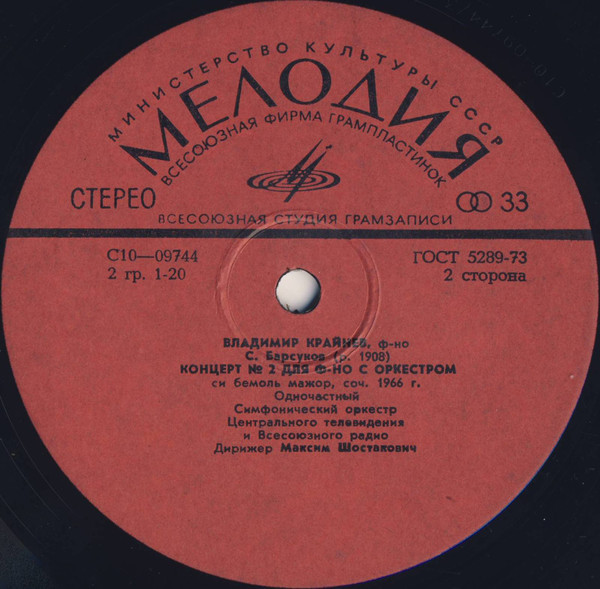 МИНИСТЕРСТВО КУЛЬТУРЫ СССР
МЕЛОДИЯ
ВСЕСОЮЗНАЯ ФИРМА ГРАМПЛАСТИНОК
СТЕРЕО
33
ВСЕСОЮЗНАЯ СТУДИЯ ГРАМЗАПИСИ
С10—09744
ГОСТ 5289-73
2 гр. 1-20
2 сторона
ВЛАДИМИР КРАЙНЕВ, ф-но
С. Барсуков (р. 1908)
КОНЦЕРТ № 2 ДЛЯ Ф-НО С ОРКЕСТРОМ
си бемоль мажор, соч. 1966 г.
Одночастный
Симфонический оркестр
Центрального телевидения
и Всесоюзного радио
Дирижер Максим Шостакович